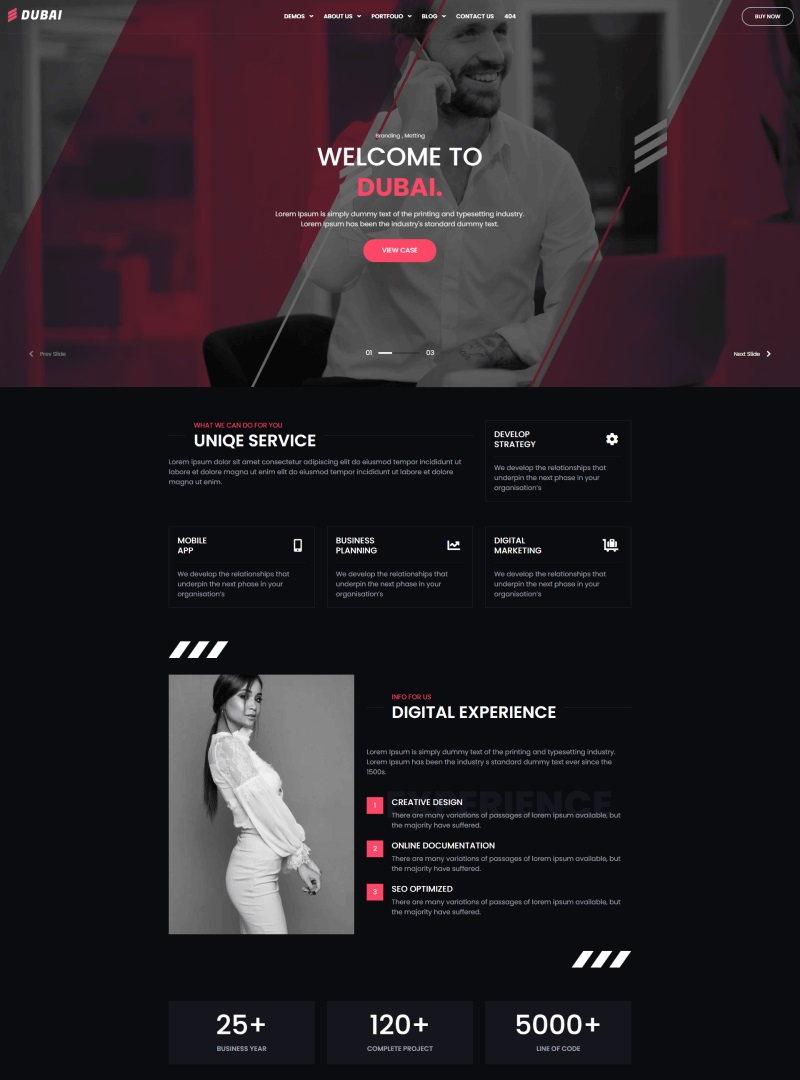 DUBAI
DEMOS ABOUT US PORTFOLIO BLOG CONTACT US 404
BUY NOW
Branding , Metting
WELCOME TO
DUBAI.
Lorem Ipsum is simply dummy text of the printing and typesetting industry.
Lorem Ipsum has been the industry's standard dummy text.
VIEW CASE
Prev Slide
01 03
Next Slide
WHAT WE CAN DO FOR YOU
UNIQE SERVICE
Lorem ipsum dolor sit amet consectetur adipiscing elit do eiusmod tempor incididunt ut
labore et dolore magna ut enim elit do eiusmod tempor incididunt ut labore et dolore
magna ut enim.
DEVELOP
STRATEGY
We develop the relationships that
underpin the next phase in your
organisation's
MOBILE
APP
We develop the relationships that
underpin the next phase in your
organisation's
BUSINESS
PLANNING
We develop the relationships that
underpin the next phase in your
organisation's
DIGITAL
MARKETING
We develop the relationships that
underpin the next phase in your
organisation's
INFO FOR US
DIGITAL EXPERIENCE
Lorem Ipsum is simply dummy text of the printing and typesetting industry.
Lorem Ipsum has been the industry s standard dummy text ever since the
1500s.
EXPERIENCE
1
CREATIVE DESIGN
There are many variations of passages of lorem ipsum available, but
the majority have suffered.
2
ONLINE DOCUMENTATION
There are many variations of passages of lorem ipsum available, but
the majority have suffered.
3
SEO OPTIMIZED
There are many variations of passages of lorem ipsum available, but
the majority have suffered.
25+
BUSINESS YEAR
120+
COMPLETE PROJECT
5000+
LINE OF CODE